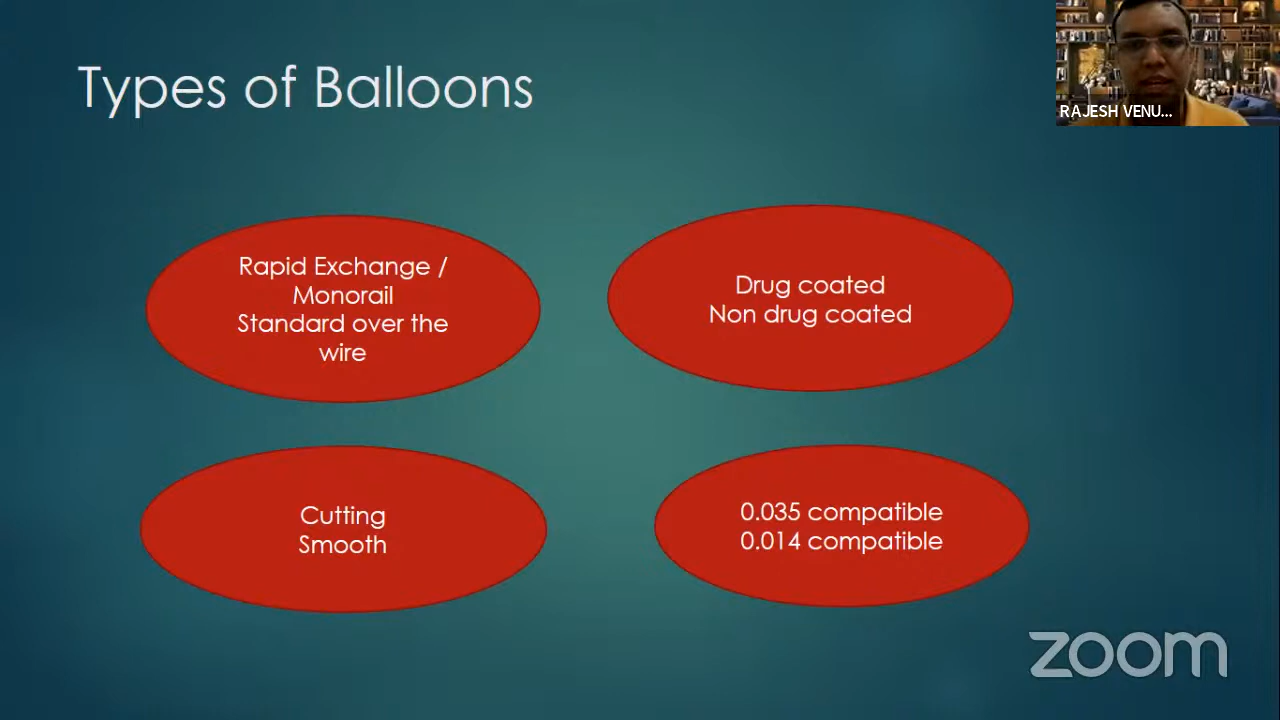 Types of Balloons
RAJESH VENU...
Rapid Exchange /
Monorail
Standard over the
wire
Drug coated
Non drug coated
Cutting
Smooth
0.035 compatible
0.014 compatible
zoom